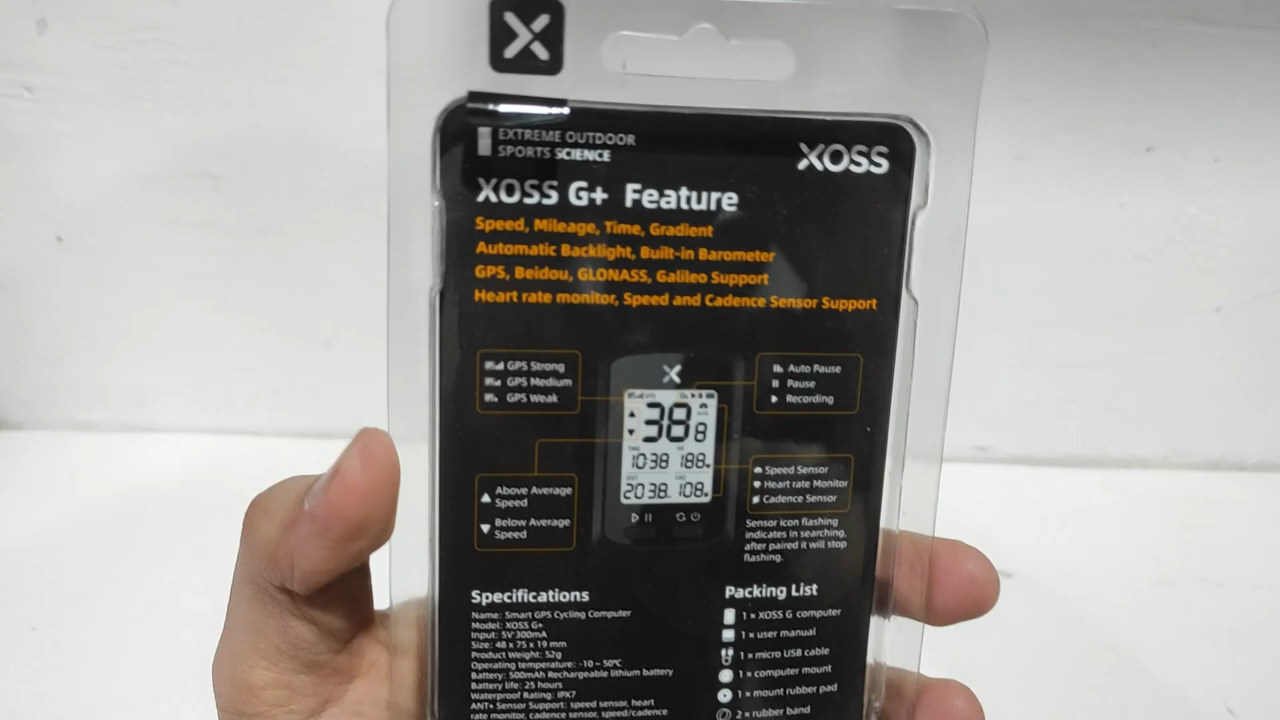 EXTREME OUTDOOR
SPORTS SCIENCE
XOSS
XOSS G+ Feature
Speed, Mileage, Time, Gradient
Automatic Backlight, Built-in Barometer
GPS, Beidou, GLONASS, Galileo Support
Heart rate monitor, Speed and Cadence Sensor Support
GPS Strong
GPS Medium
GPS Weak
Auto Pause
Pause
Recording
38 8
10:38 188
20 38 108
Above Average
Speed
Below Average
Speed
Speed Sensor
Heart rate Monitor
Cadence Sensor
Sensor icon flashing
indicates in searching,
after paired it will stop
flashing.
Specifications
Name: Smart GPS Cycling Computer
Model: XOSS G+
Input: 5V 300mA
Size: 48 x 75 x 19 mm
Product Weight: 52g
Operating temperature: -10 ~ 50℃
Battery: 500mAh Rechargeable lithium battery
Battery life: 25 hours
Waterproof Rating: IPX7
ANT+ Sensor Support: speed sensor, heart
rate monitor, cadence sensor, speed/cadence
Packing List
1 × XOSS G computer
1 × user manual
1 × micro USB cable
1 × computer mount
1 × mount rubber pad
2 × rubber band